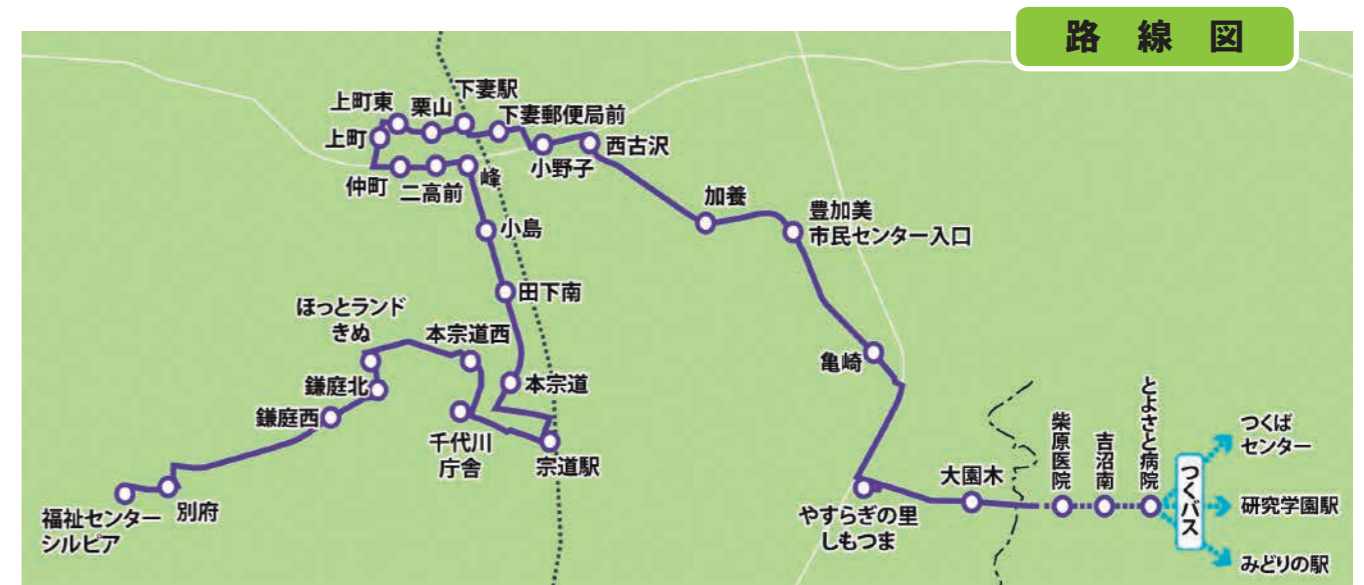 路線図
下妻駅
上町東
栗山
下妻郵便局前
上町
西古沢
小野子
仲町
二高前
峰
加養
豊加美
市民センター入口
小島
田下南
ほっとランド
きぬ
本宗道西
亀崎
鎌庭北
本宗道
鎌庭西
千代川
庁舎
宗道駅
柴原医院
吉沼南
とよさと病院
つくバス
つくば
センター
大園木
研究学園駅
やすらぎの里
しもつま
福祉センター
シルピア
別府
みどりの駅